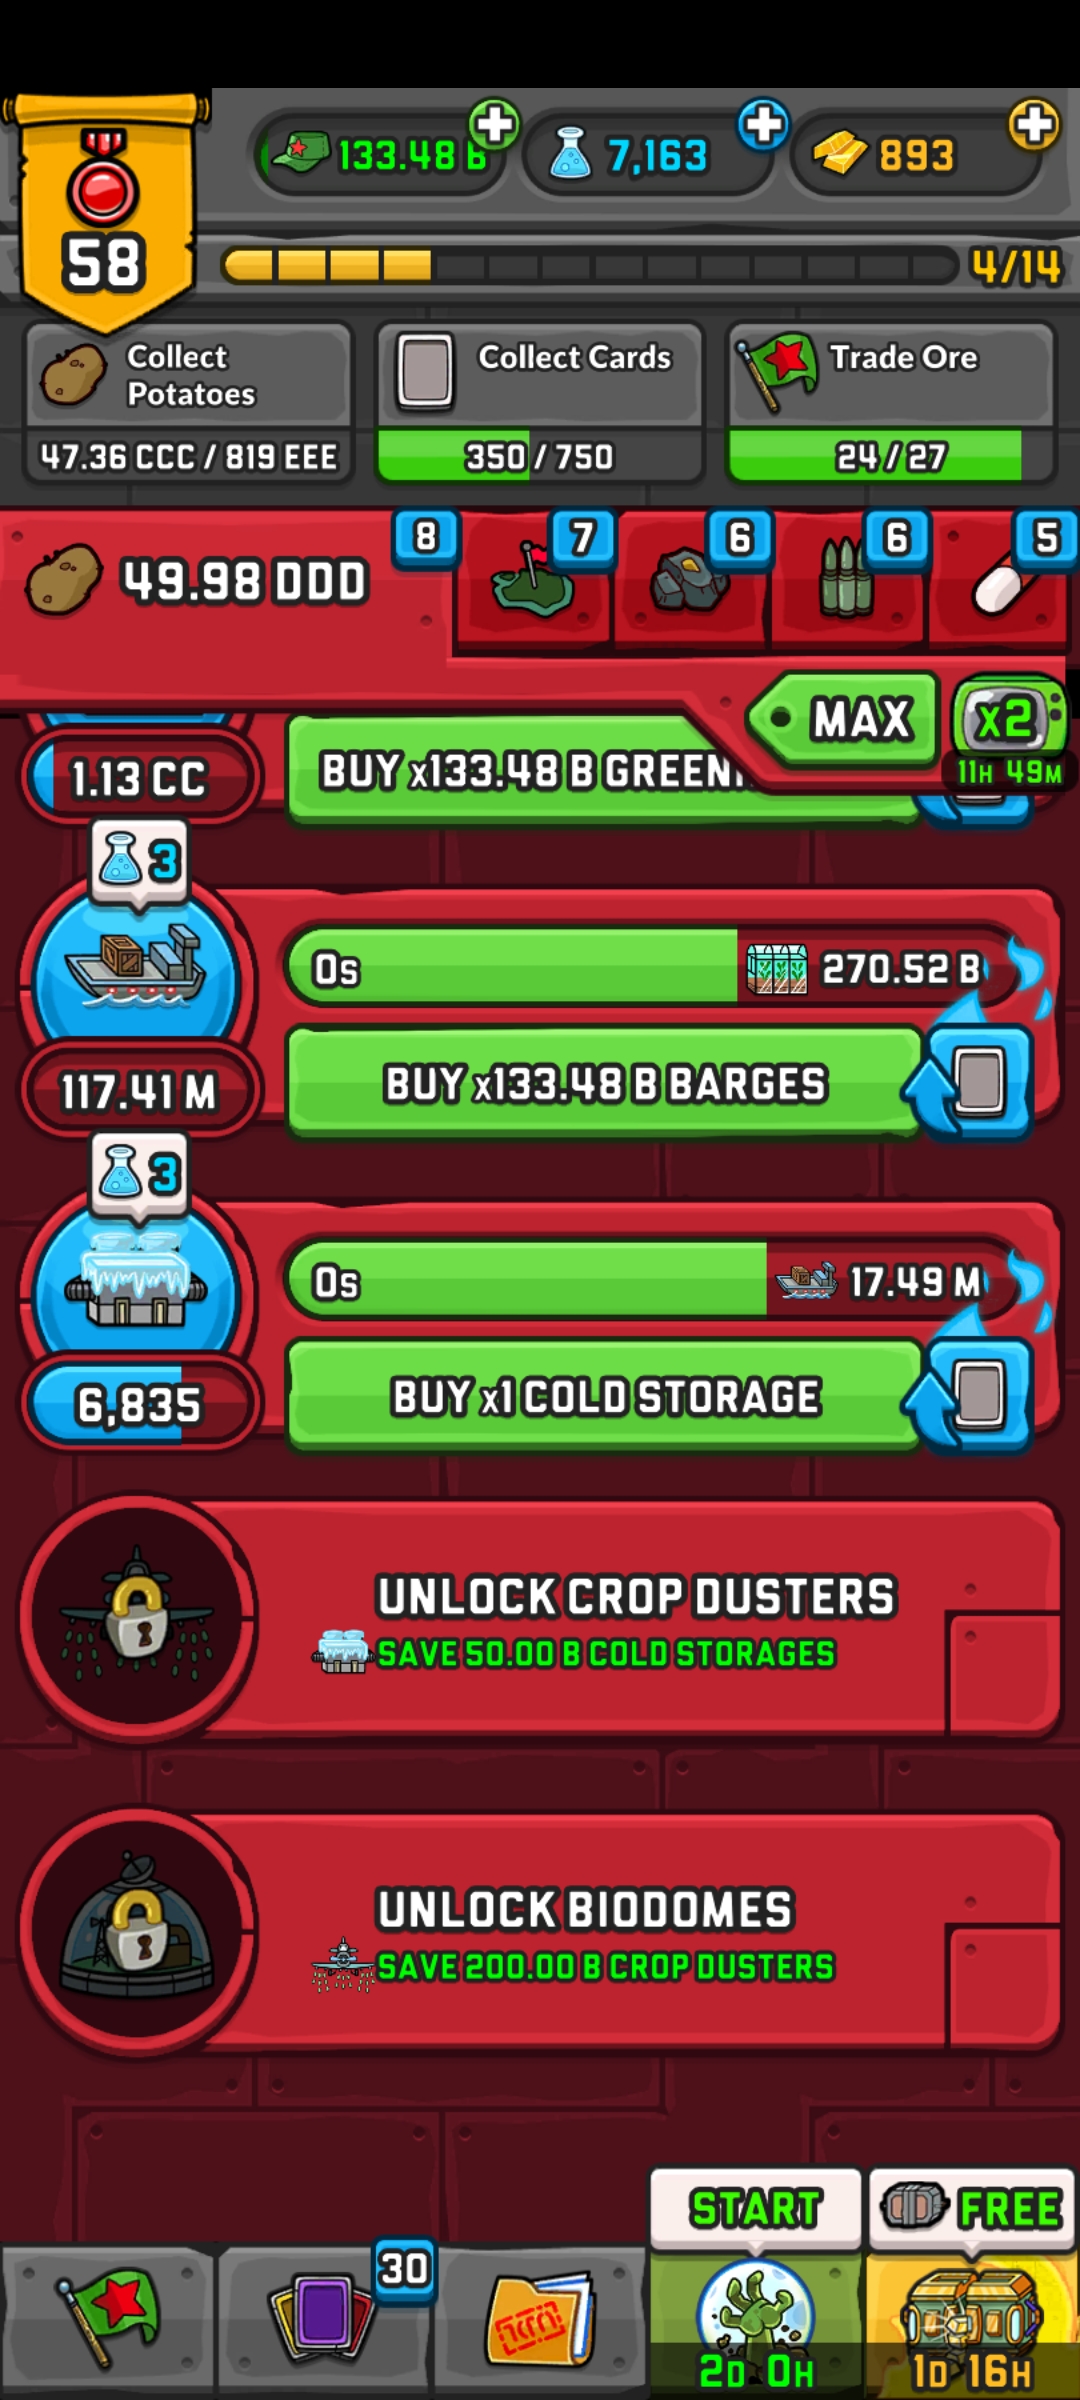 133.48 B
7,163
893
58
4/14
Collect Potatoes
47.36 CCC / 819 EEE
Collect Cards
350 / 750
Trade Ore
24 / 27
49.98 DDD
8
7
6
6
5
MAX
x2
11H 49M
1.13 CC
BUY x133.48 B GREEN
3
0s
270.52 B
117.41 M
BUY x133.48 B BARGES
3
0s
17.49 M
6,835
BUY x1 COLD STORAGE
UNLOCK CROP DUSTERS
SAVE 50.00 B COLD STORAGES
UNLOCK BIODOMES
SAVE 200.00 B CROP DUSTERS
START
FREE
30
2D 0H
1D 16H